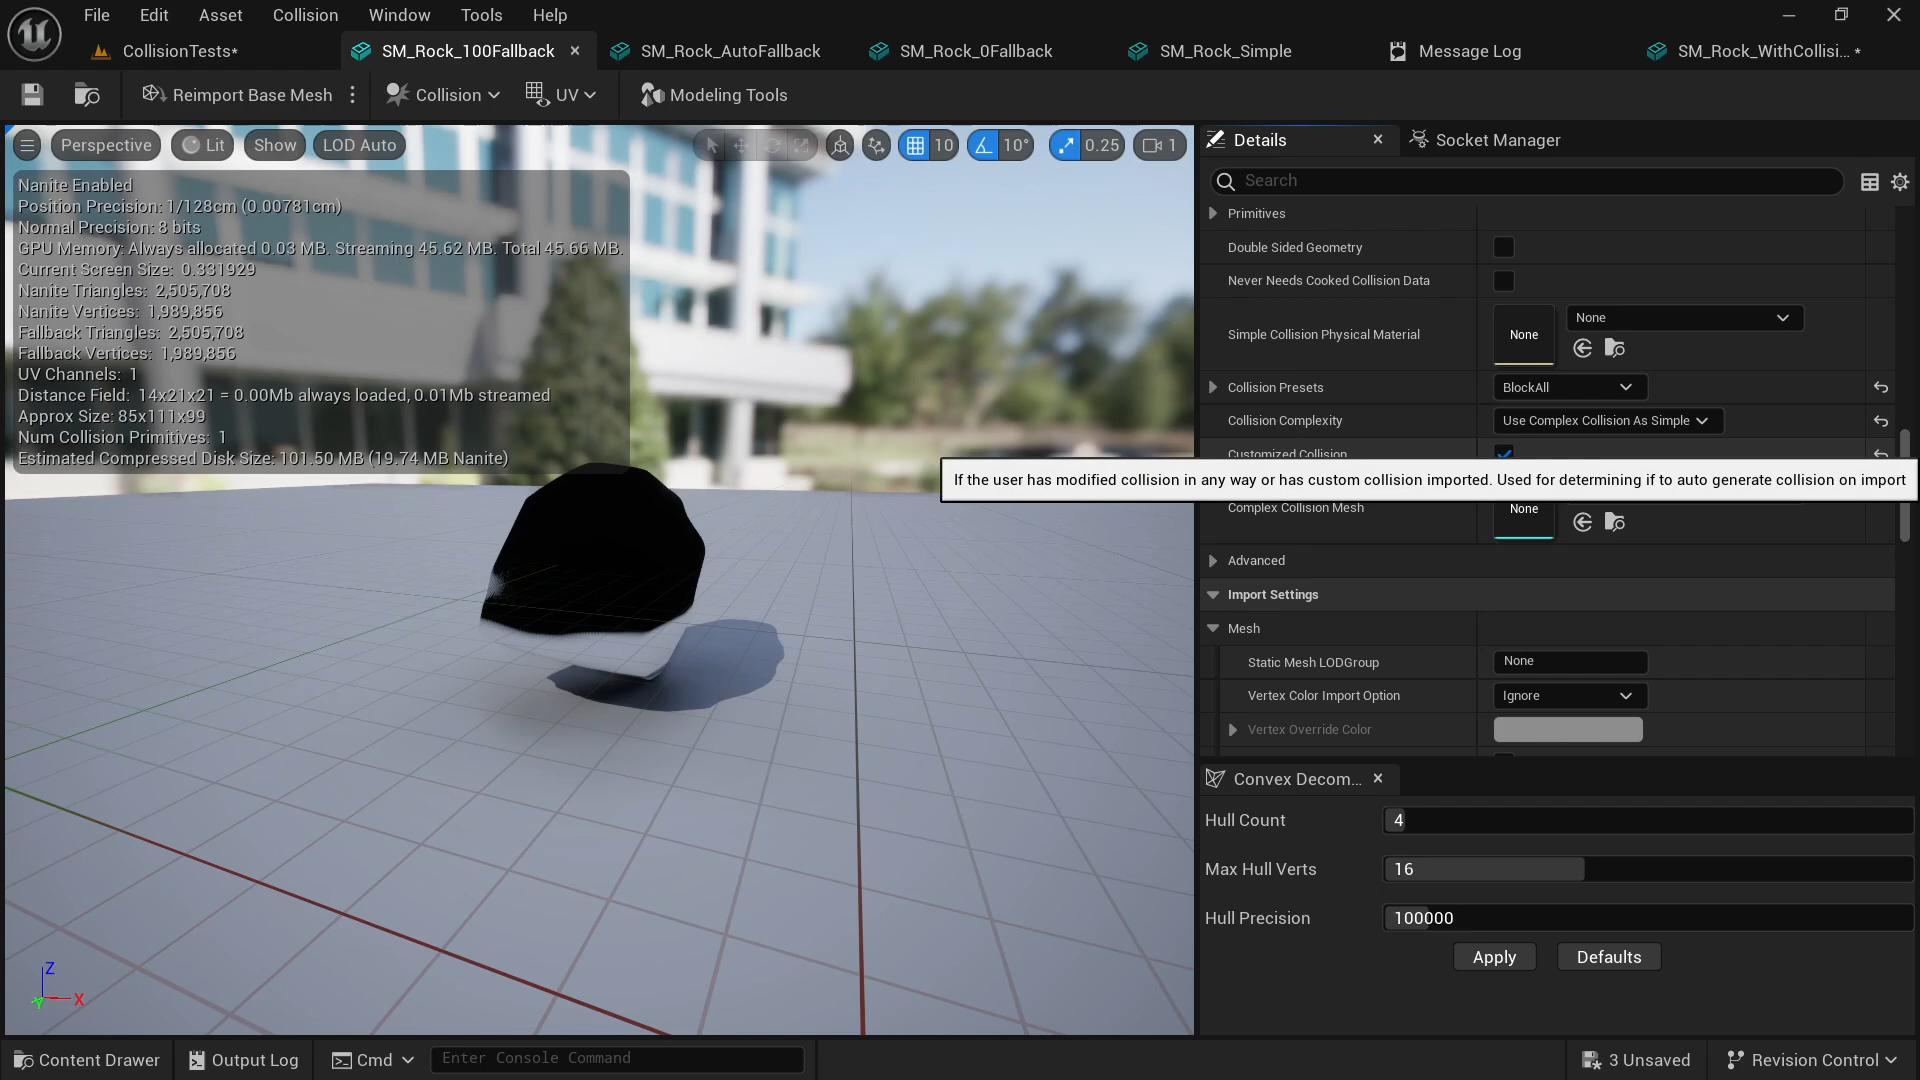 File Edit Asset Collision Window Tools Help
CollisionTests*
SM_Rock_100Fallback
SM_Rock_AutoFallback
SM_Rock_0Fallback
SM_Rock_Simple
Message Log
SM_Rock_WithCollisi... *
Reimport Base Mesh
Collision
UV
Modeling Tools
Perspective
Lit
Show
LOD Auto
10
10°
0.25
1
Nanite Enabled
Position Precision: 1/128cm (0.00781cm)
Normal Precision: 8 bits
GPU Memory: Always allocated 0.03 MB. Streaming 45.62 MB. Total 45.66 MB.
Current Screen Size: 0.331929
Nanite Triangles: 2,505,708
Nanite Vertices: 1,989,856
Fallback Triangles: 2,505,708
Fallback Vertices: 1,989,856
UV Channels: 1
Distance Field: 14x21x21 = 0.00Mb always loaded, 0.01Mb streamed
Approx Size: 85x111x99
Num Collision Primitives: 1
Estimated Compressed Disk Size: 101.50 MB (19.74 MB Nanite)
Z
Y
X
Details
Socket Manager
Search
Primitives
Double Sided Geometry
Never Needs Cooked Collision Data
Simple Collision Physical Material
None
None
Collision Presets
BlockAll
Collision Complexity
Use Complex Collision As Simple
Customized Collision
If the user has modified collision in any way or has custom collision imported. Used for determining if to auto generate collision on import
Complex Collision Mesh
None
Advanced
Import Settings
Mesh
Static Mesh LODGroup
None
Vertex Color Import Option
Ignore
Vertex Override Color
Convex Decom...
Hull Count
4
Max Hull Verts
16
Hull Precision
100000
Apply
Defaults
Content Drawer
Output Log
Cmd
Enter Console Command
3 Unsaved
Revision Control